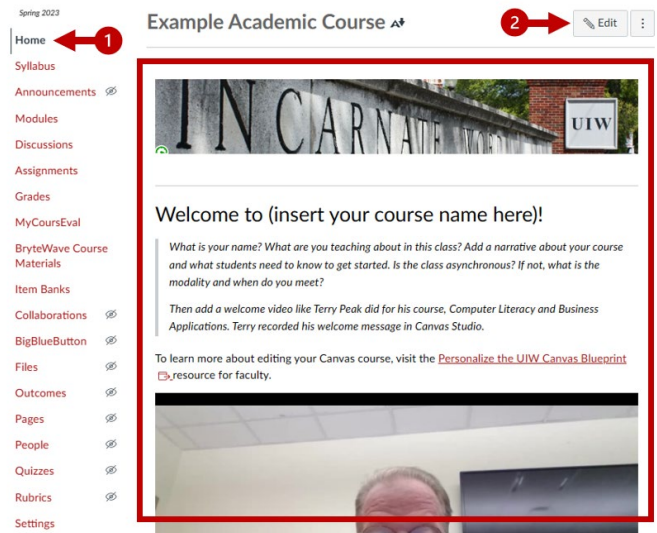 Spring 2023
Home
Syllabus
Announcements
Modules
Discussions
Assignments
Grades
MyCoursEval
BryteWave Course
Materials
Item Banks
Collaborations
BigBlueButton
Files
Outcomes
Pages
People
Quizzes
Rubrics
Settings
1
Example Academic Course
2
Edit
INCARNATE WORD
UIW
Welcome to (insert your course name here)!
What is your name? What are you teaching about in this class? Add a narrative about your course
and what students need to know to get started. Is the class asynchronous? If not, what is the
modality and when do you meet?
Then add a welcome video like Terry Peak did for his course, Computer Literacy and Business
Applications. Terry recorded his welcome message in Canvas Studio.
To learn more about editing your Canvas course, visit the Personalize the UIW Canvas Blueprint
resource for faculty.